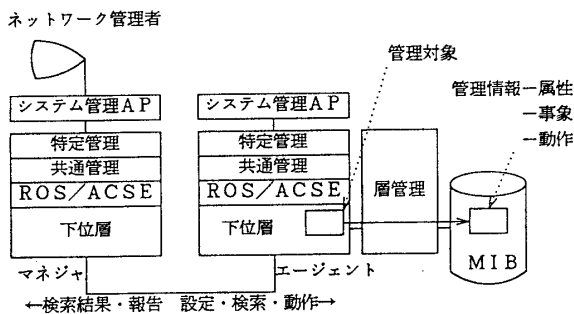 ネットワーク管理者
管理対象
管理情報－属性
－事象
－動作
システム管理AP
システム管理AP
特定管理
特定管理
共通管理
共通管理
ROS／ACSE
ROS／ACSE
層管理
下位層
下位層
MIB
マネジャ
エージェント
←検索結果・報告　設定・検索・動作→